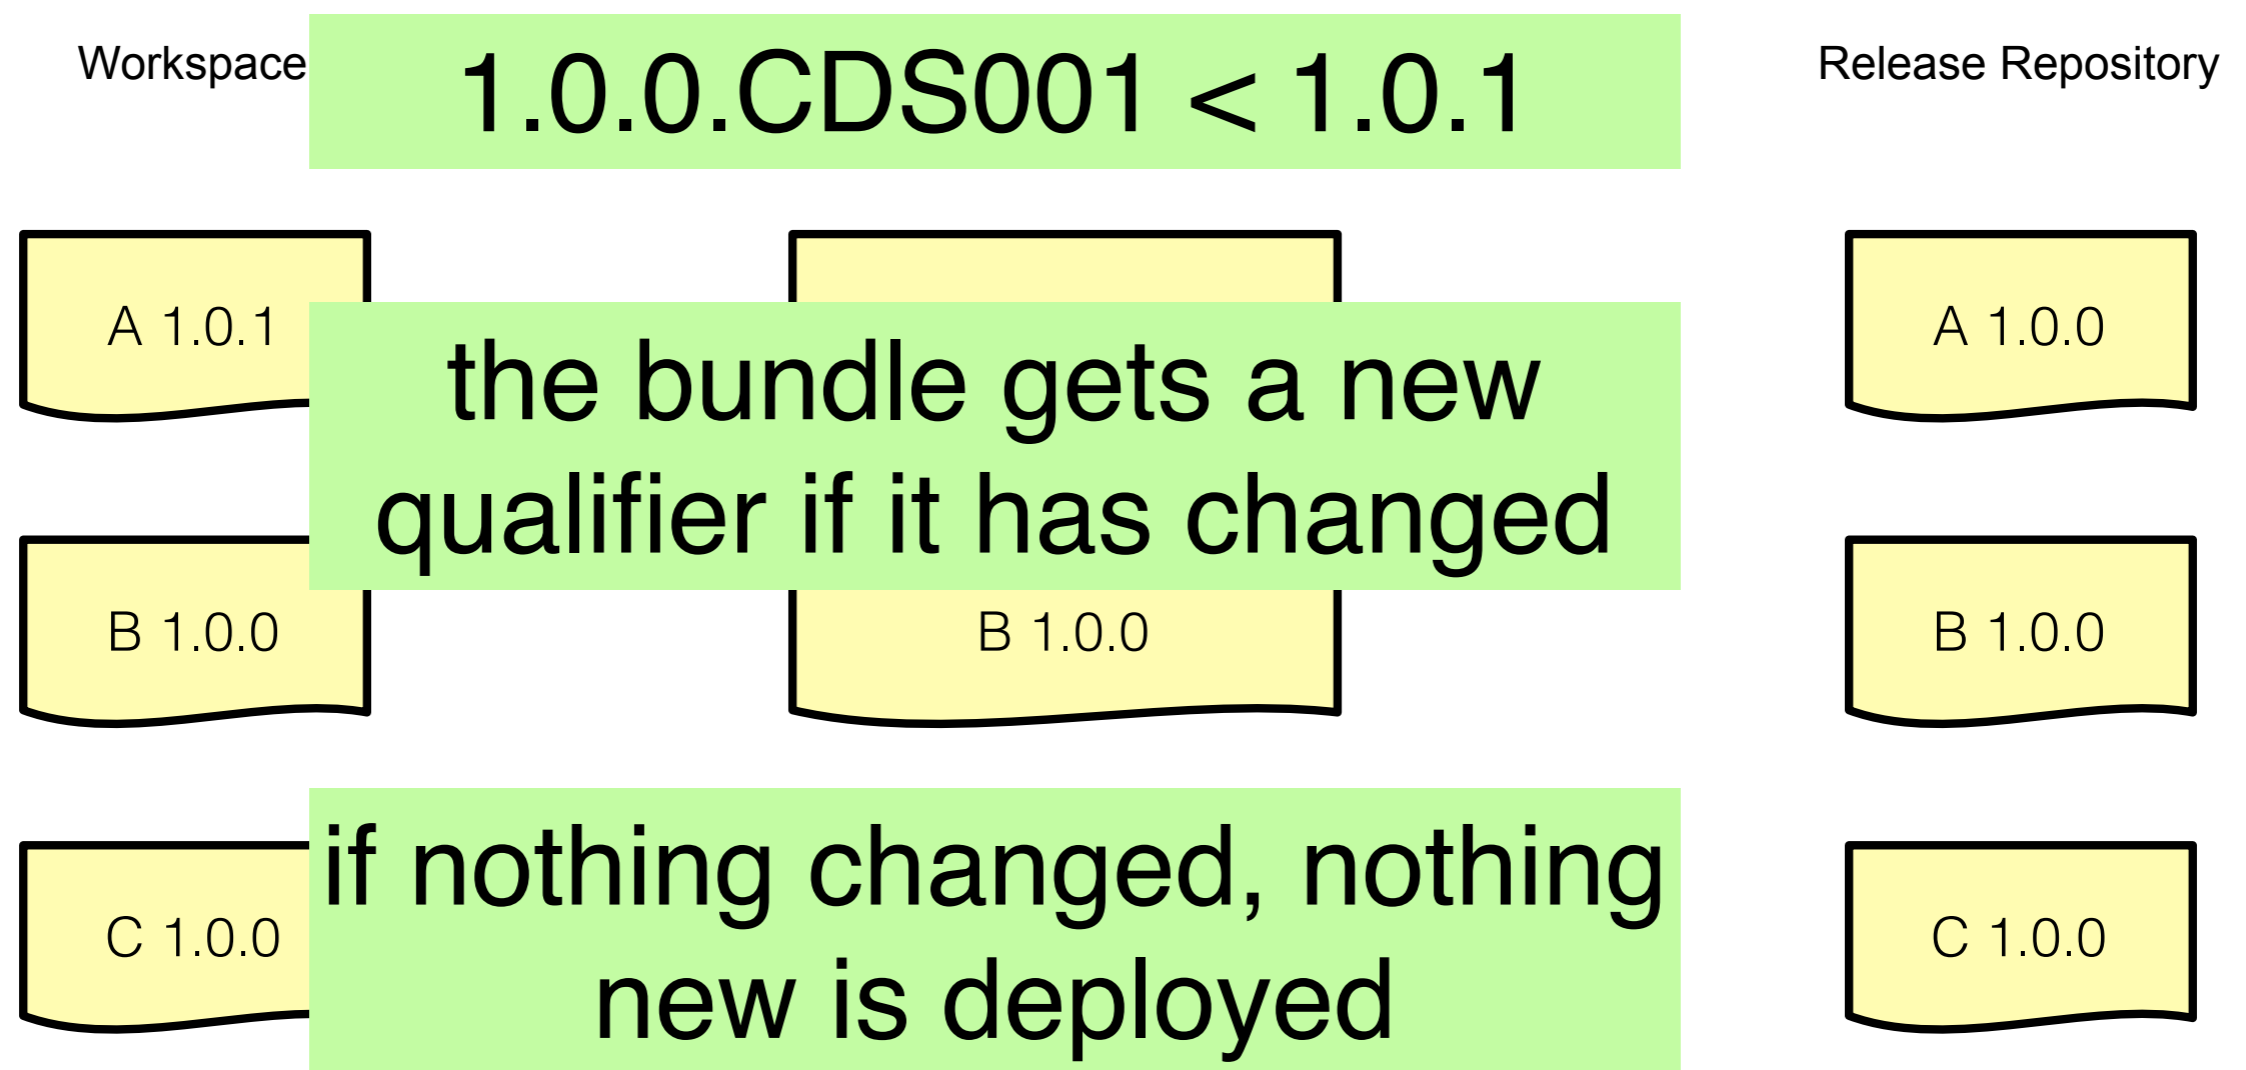 Workspace
1.0.0.CDS001 < 1.0.1
Release Repository
A 1.0.1
A 1.0.0
the bundle gets a new
qualifier if it has changed
B 1.0.0
B 1.0.0
B 1.0.0
if nothing changed, nothing
new is deployed
C 1.0.0
C 1.0.0